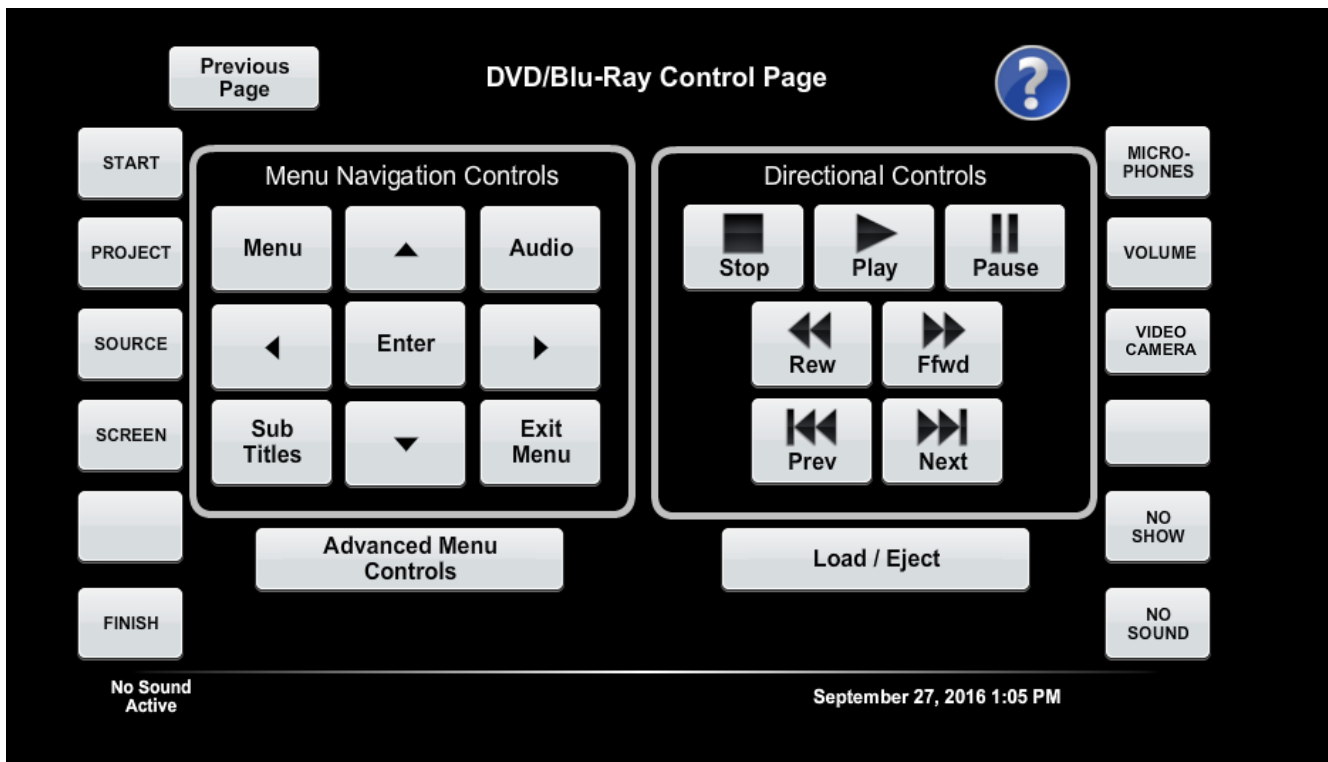 Previous
Page
DVD/Blu-Ray Control Page
?
START
PROJECT
SOURCE
SCREEN
FINISH
Menu Navigation Controls
Menu
Audio
Enter
Sub
Titles
Exit
Menu
Advanced Menu
Controls
Directional Controls
Stop
Play
Pause
Rew
Ffwd
Prev
Next
Load / Eject
MICRO-
PHONES
VOLUME
VIDEO
CAMERA
NO
SHOW
NO
SOUND
No Sound
Active
September 27, 2016 1:05 PM